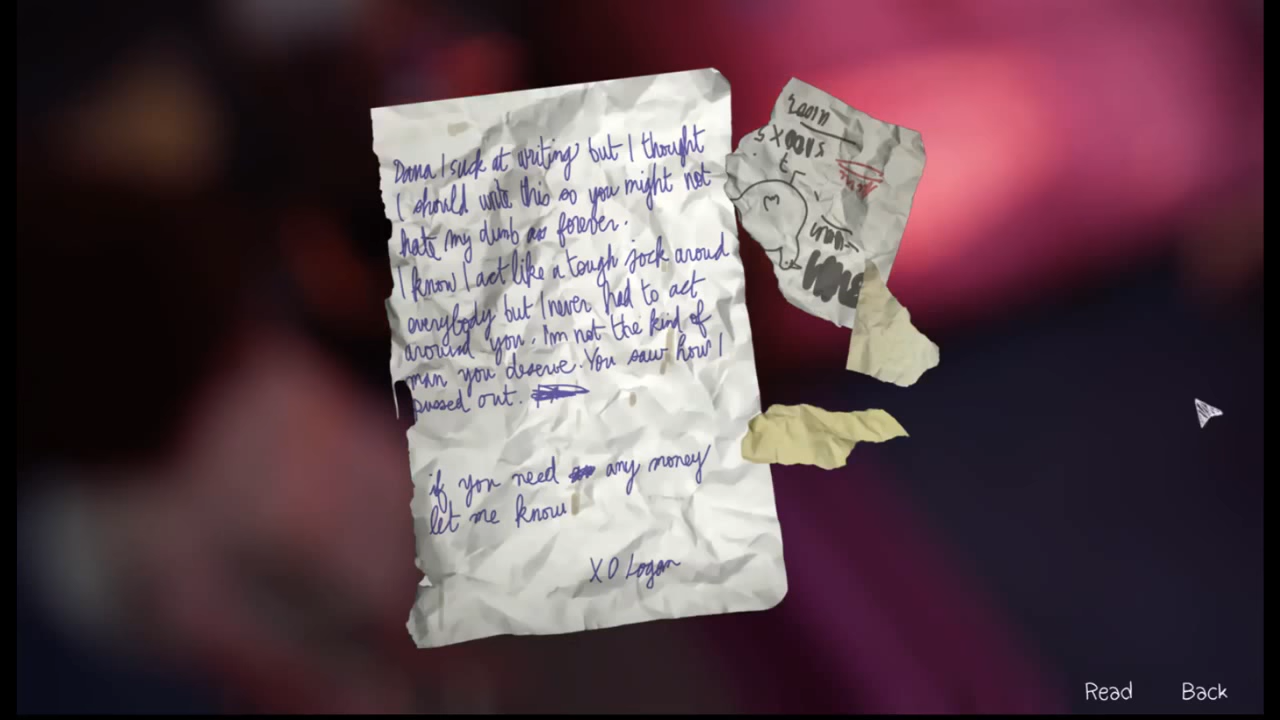 Dana I suck at writing but I thought
I should write this so you might not
hate my dumb ass forever.
I know I act like a tough jock aroud
everybody but I never had to act
around you. I'm not the kind of
man you deserve. You saw how I
pussed out.
if you need any money
let me know
XO Logan
Read
Back